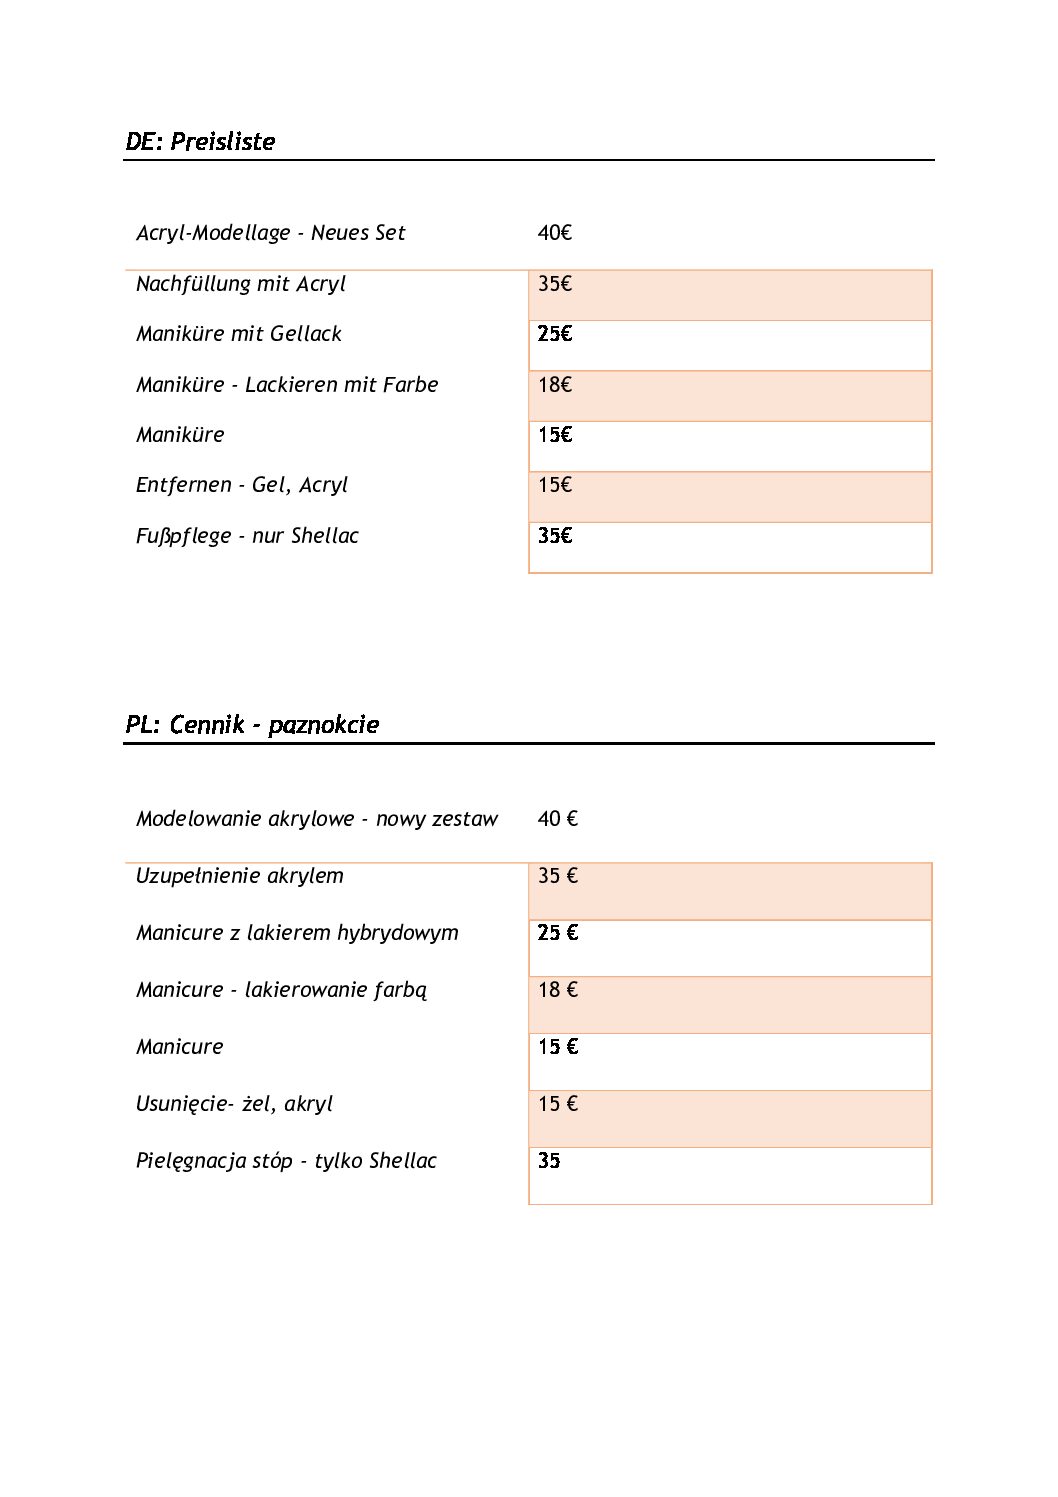 DE: Preisliste
Acryl-Modellage - Neues Set 40€
Nachfüllung mit Acryl 35€
Maniküre mit Gellack 25€
Maniküre - Lackieren mit Farbe 18€
Maniküre 15€
Entfernen - Gel, Acryl 15€
Fußpflege - nur Shellac 35€
PL: Cennik - paznokcie
Modelowanie akrylowe - nowy zestaw 40 €
Uzupełnienie akrylem 35 €
Manicure z lakierem hybrydowym 25 €
Manicure - lakierowanie farbą 18 €
Manicure 15 €
Usunięcie- żel, akryl 15 €
Pielęgnacja stóp - tylko Shellac 35